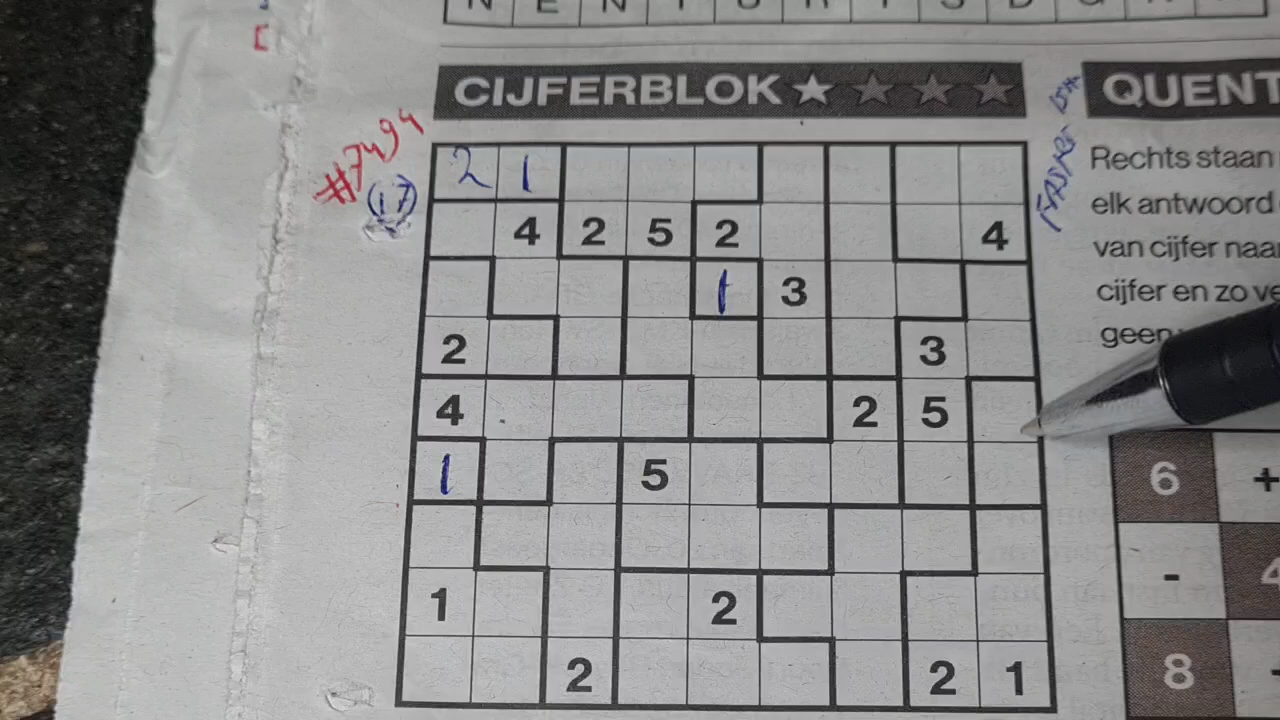 CIJFERBLOK
QUENT
#7494
(17)
2 1
4 2 5 2 4
1 3
2 3
4 2 5
1 5
1 2
2 2 1
Rechts staan
elk antwoord
van cijfer naar
cijfer en zo ve
geen
6 +
- 4
8 -